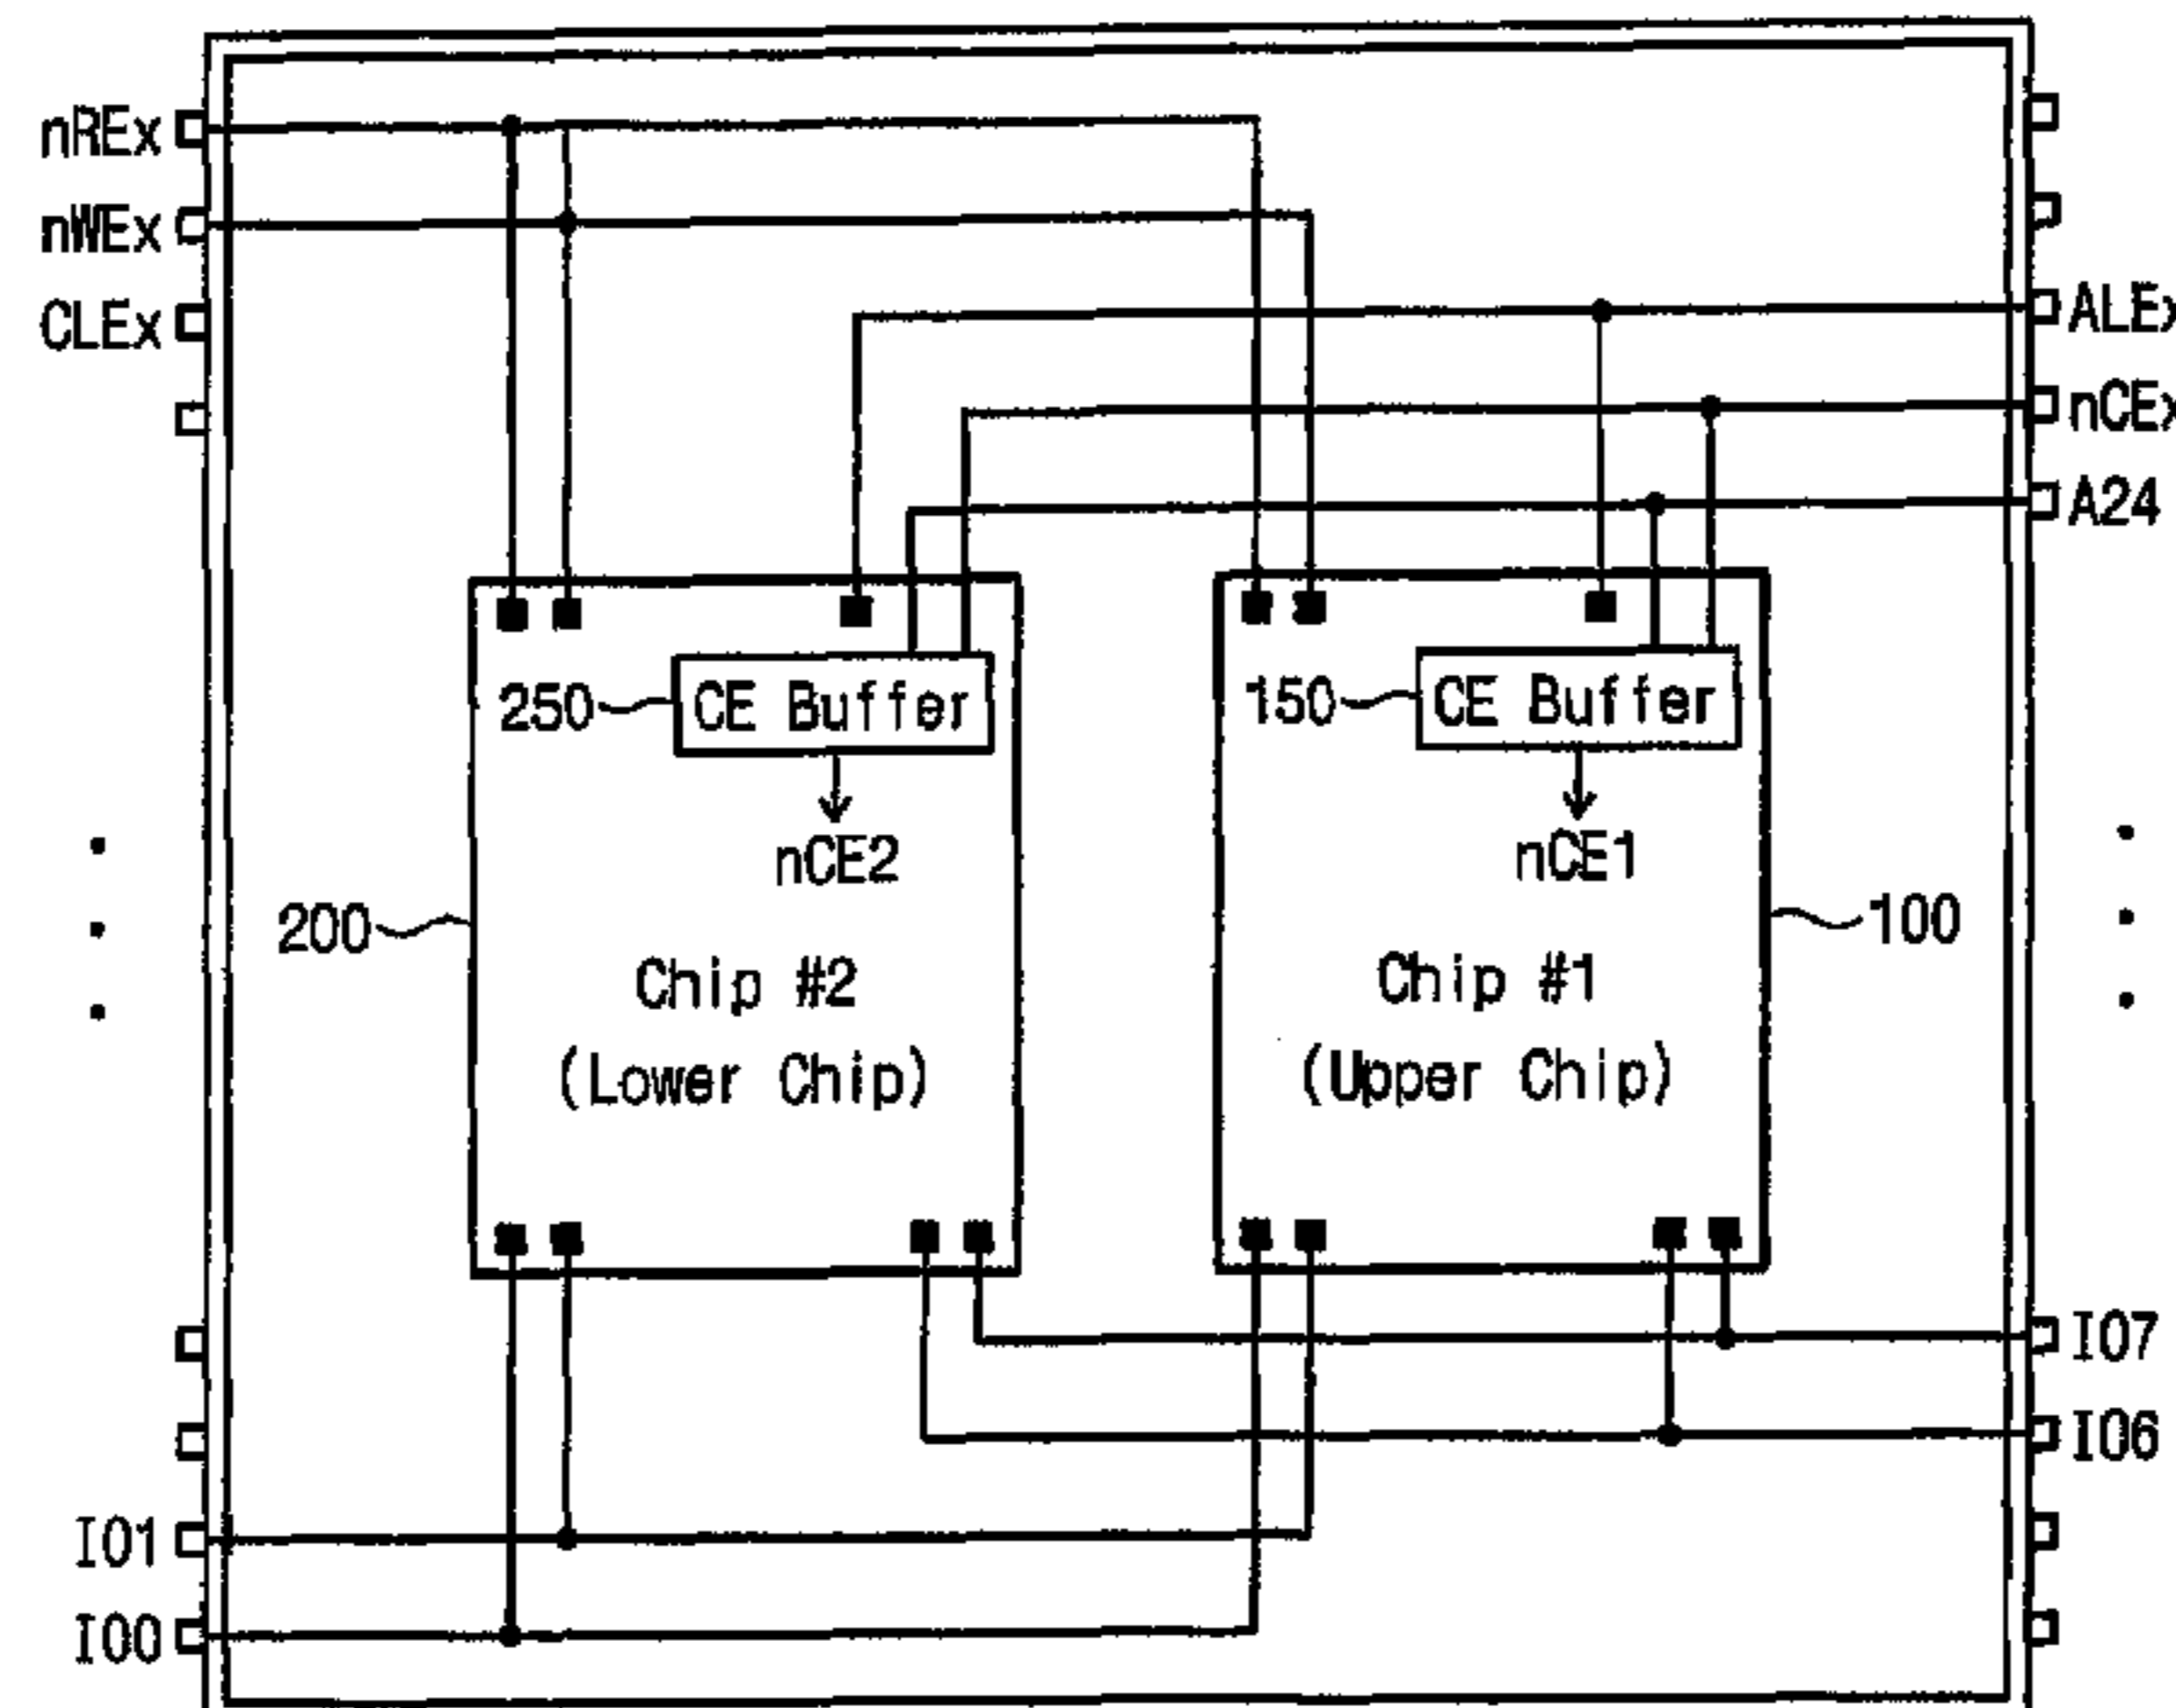 nREx
nWEx
CLEx
ALEx
nCEx
A24
250
CE Buffer
150
CE Buffer
nCE2
nCE1
200
100
Chip #2
(Lower Chip)
Chip #1
(Upper Chip)
IO7
IO6
IO1
IO0